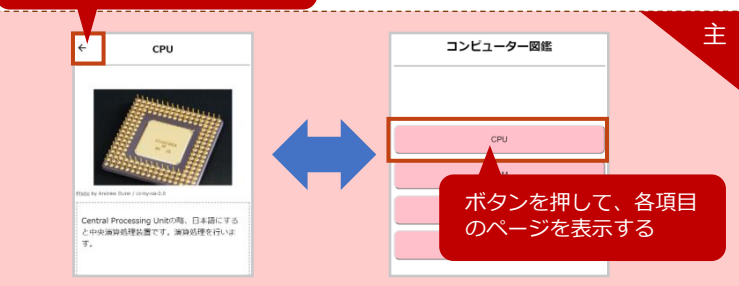 主
←
CPU
Photo by Andrew Dunn / cc-by-sa-2.0
Central Processing Unitの略、日本語にする
と中央演算処理装置です。演算処理を行いま
す。
コンピューター図鑑
CPU
ボタンを押して、各項目
のページを表示する